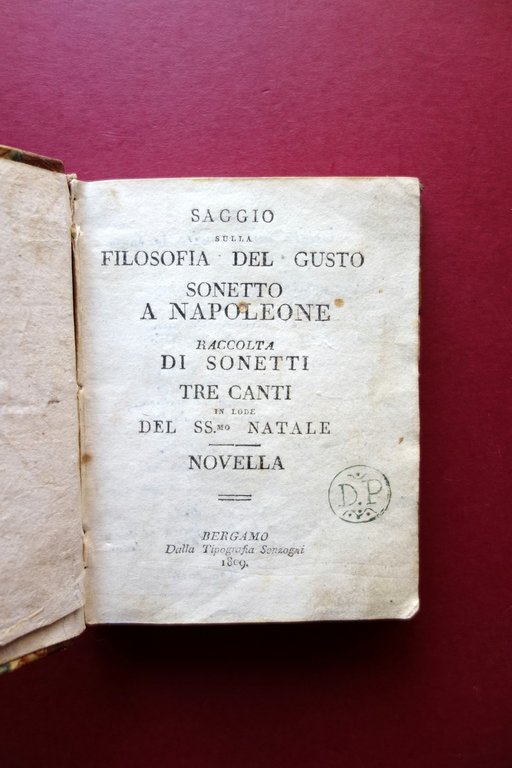 SAGGIO
SULLA
FILOSOFIA DEL GUSTO
SONETTO
A NAPOLEONE
RACCOLTA
DI SONETTI
TRE CANTI
IN LODE
DEL SS.MO NATALE
NOVELLA
D.P
BERGAMO
Dalla Tipografia Sonzogni
1809.